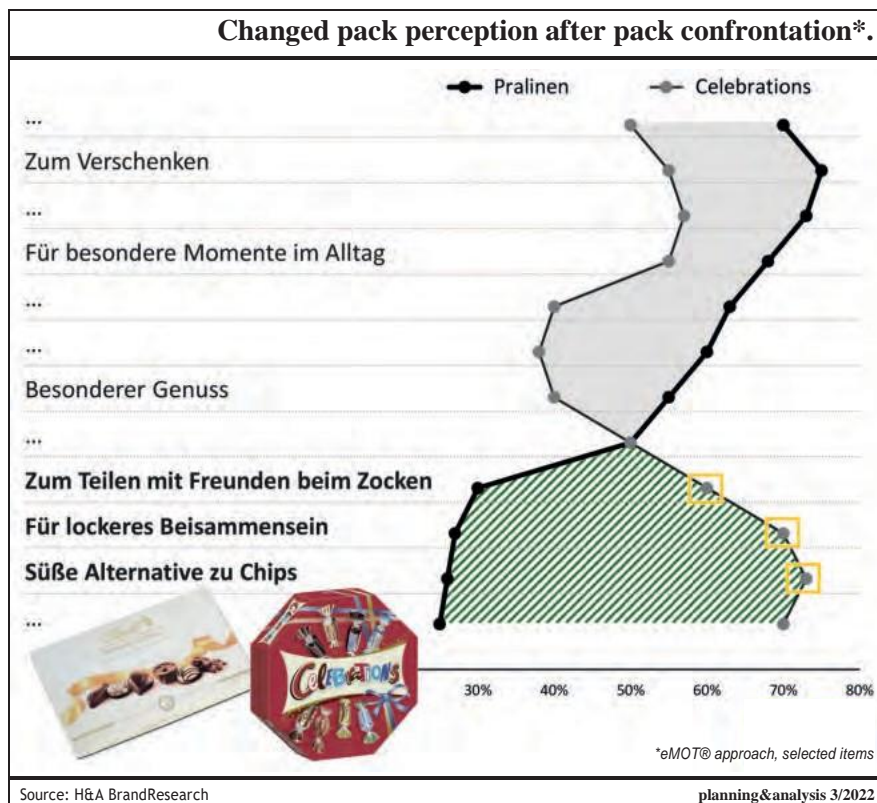 Changed pack perception after pack confrontation*.
Pralinen Celebrations
...
Zum Verschenken
...
Für besondere Momente im Alltag
...
...
Besonderer Genuss
...
Zum Teilen mit Freunden beim Zocken
Für lockeres Beisammensein
Süße Alternative zu Chips
...
CELEBRATIONS
30% 40% 50% 60% 70% 80%
*eMOT® approach, selected items
Source: H&A BrandResearch planning&analysis 3/2022